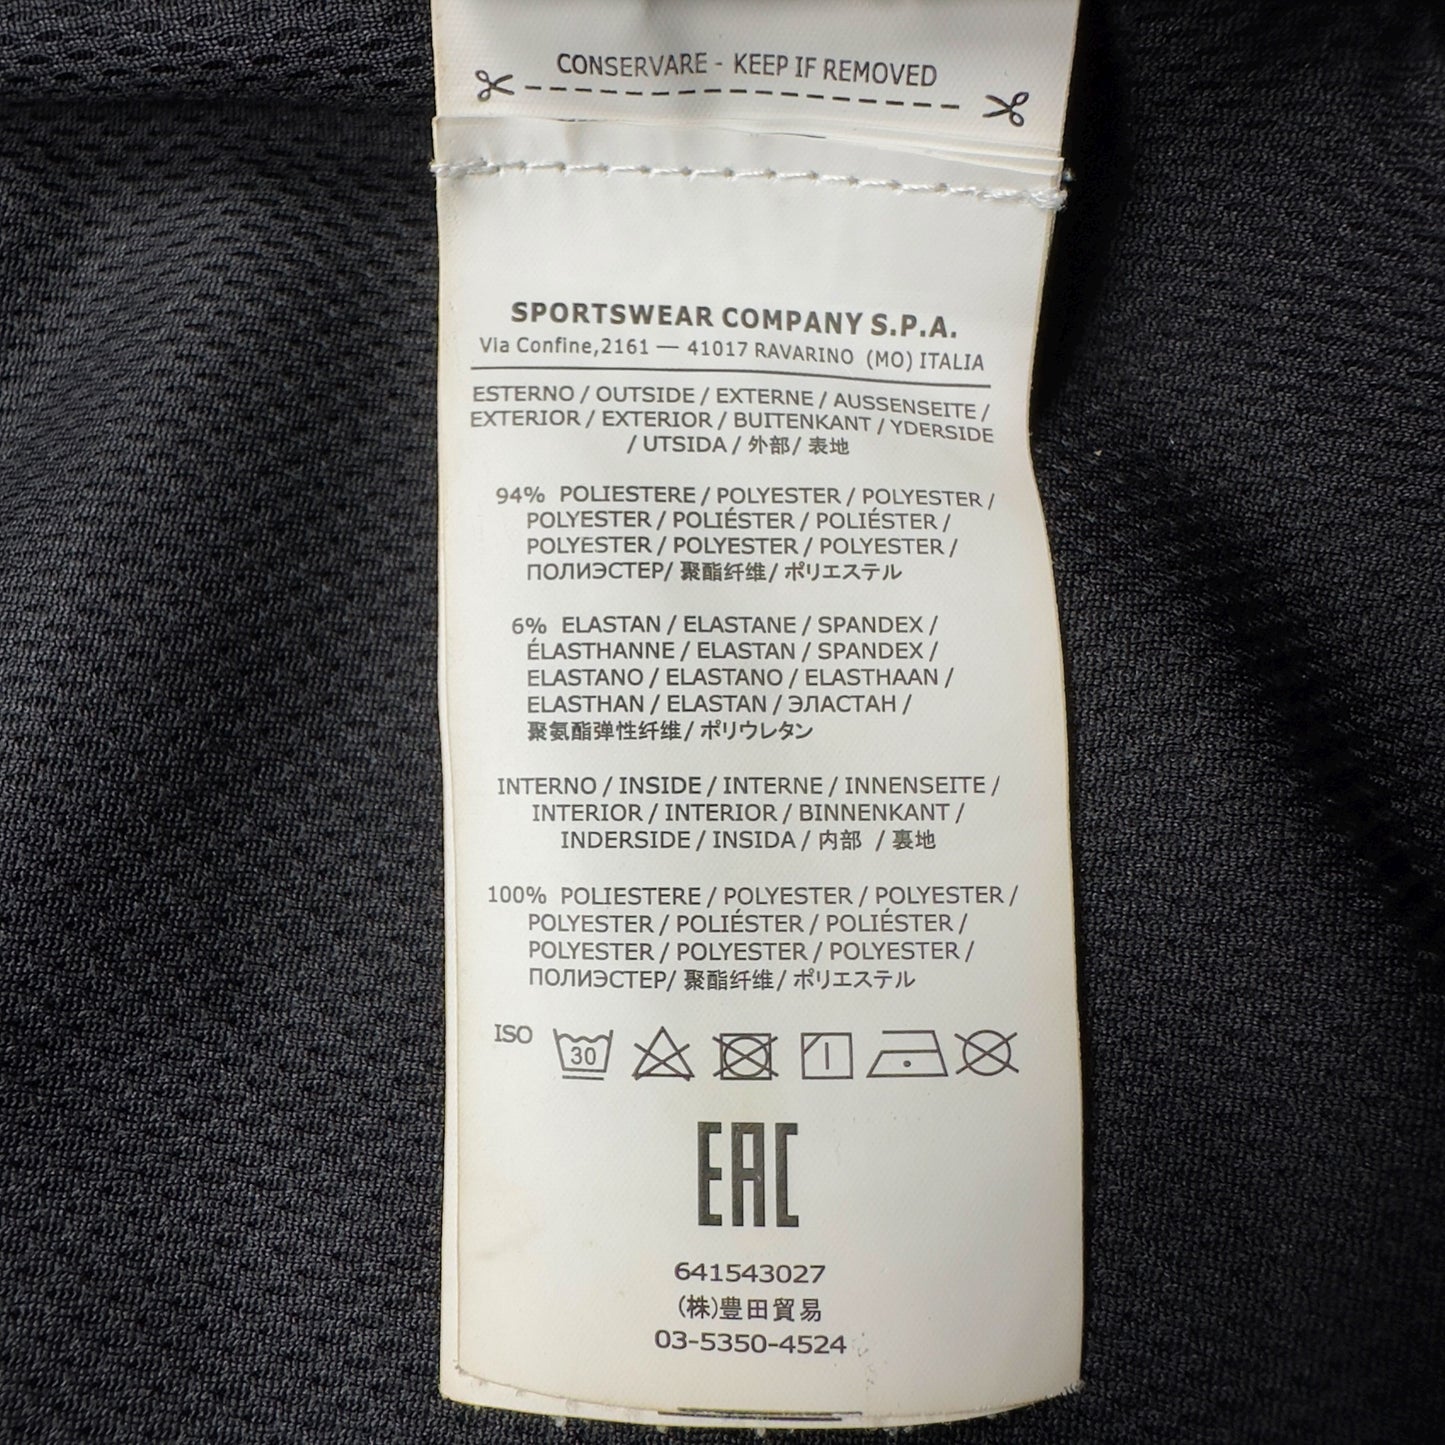 CONSERVARE - KEEP IF REMOVED
SPORTSWEAR COMPANY S.P.A.
Via Confine,2161 — 41017 RAVARINO (MO) ITALIA
ESTERNO / OUTSIDE / EXTERNE / AUSSENSEITE /
EXTERIOR / EXTERIOR / BUITENKANT / YDERSIDE
/ UTSIDA / 外部/ 表地
94% POLIESTERE / POLYESTER / POLYESTER /
POLYESTER / POLIÉSTER / POLIÉSTER /
POLYESTER / POLYESTER / POLYESTER /
ПОЛИЭСТЕР/ 聚酯纤维/ ポリエステル
6% ELASTAN / ELASTANE / SPANDEX /
ÉLASTHANNE / ELASTAN / SPANDEX /
ELASTANO / ELASTANO / ELASTHAAN /
ELASTHAN / ELASTAN / ЭЛАСТАН /
聚氨酯弹性纤维/ ポリウレタン
INTERNO / INSIDE / INTERNE / INNENSEITE /
INTERIOR / INTERIOR / BINNENKANT /
INDERSIDE / INSIDA / 内部 / 裏地
100% POLIESTERE / POLYESTER / POLYESTER /
POLYESTER / POLIÉSTER / POLIÉSTER /
POLYESTER / POLYESTER / POLYESTER /
ПОЛИЭСТЕР/ 聚酯纤维/ ポリエステル
ISO 30
EAC
641543027
(株)豊田貿易
03-5350-4524